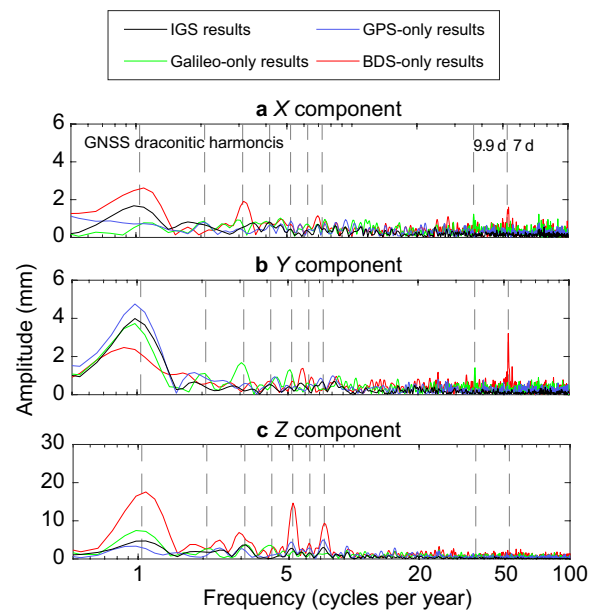 IGS results
GPS-only results
Galileo-only results
BDS-only results
a X component
6
4
2
0
GNSS draconitic harmoncis
9.9 d 7 d
b Y component
6
4
2
0
Amplitude (mm)
c Z component
30
20
10
0
1 5 20 50 100
Frequency (cycles per year)